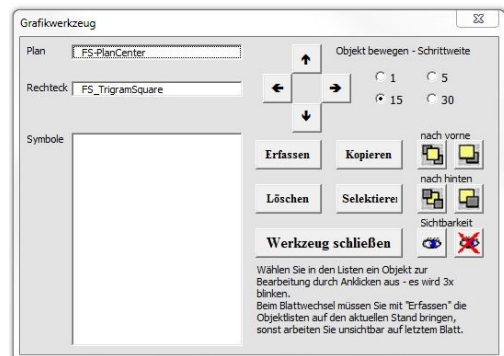 Grafikwerkzeug
Plan
FS-PlanCenter
Objekt bewegen - Schrittweite
1
5
Rechteck
FS_TrigramSquare
15
30
Symbole
nach vorne
Erfassen
Kopieren
nach hinten
Löschen
Selektieren
Sichtbarkeit
Werkzeug schließen
Wählen Sie in den Listen ein Objekt zur
Bearbeitung durch Anklicken aus - es wird 3x
blinken.
Beim Blattwechsel müssen Sie mit "Erfassen" die
Objektlisten auf den aktuellen Stand bringen,
sonst arbeiten Sie unsichtbar auf letztem Blatt.